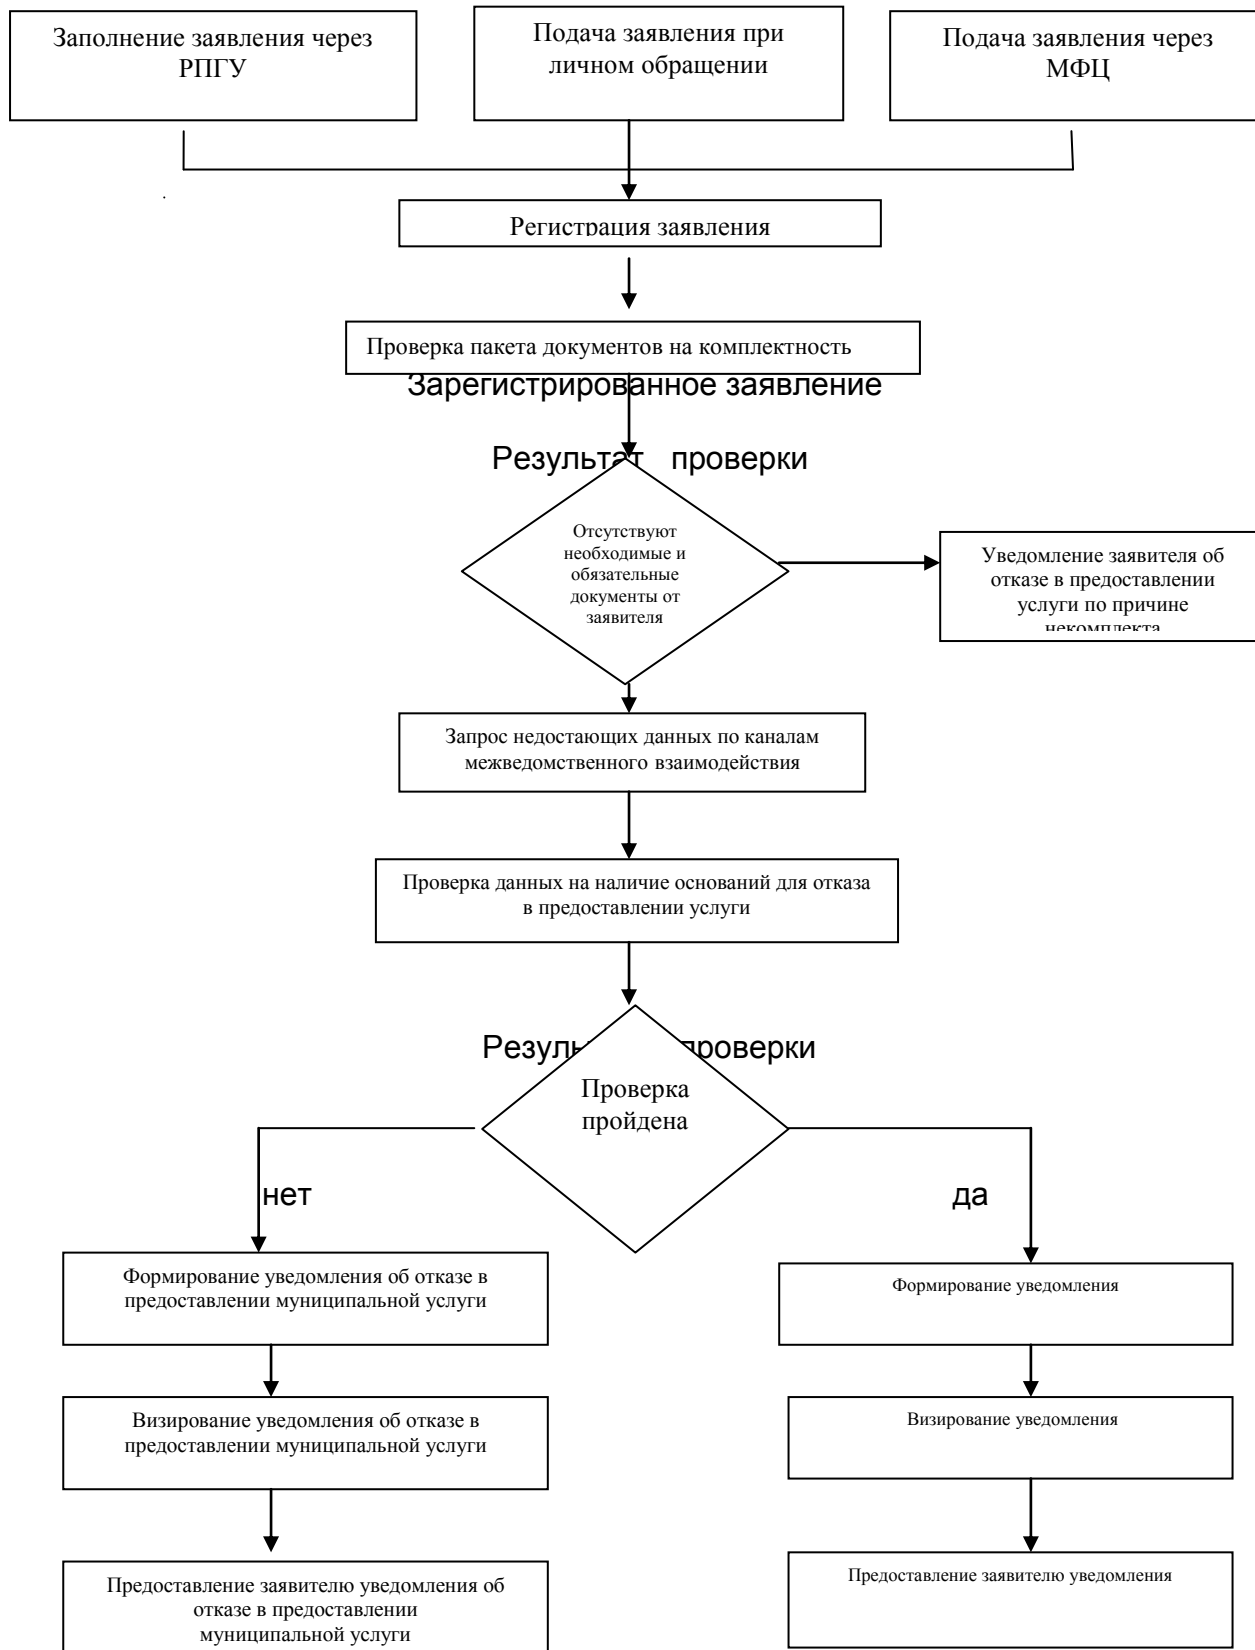 Заполнение заявления через
РПГУ
Подача заявления при
личном обращении
Подача заявления через
МФЦ
.
Регистрация заявления
Проверка пакета документов на комплектность
Зарегистрированное заявление
Результат проверки
Отсутствуют
необходимые и
обязательные
документы от
заявителя
Уведомление заявителя об
отказе в предоставлении
услуги по причине
некомплекта
Запрос недостающих данных по каналам
межведомственного взаимодействия
Проверка данных на наличие оснований для отказа
в предоставлении услуги
Резуль проверки
Проверка
пройдена
нет
да
Формирование уведомления об отказе в
предоставлении муниципальной услуги
Формирование уведомления
Визирование уведомления об отказе в
предоставлении муниципальной услуги
Визирование уведомления
Предоставление заявителю уведомления об
отказе в предоставлении
муниципальной услуги
Предоставление заявителю уведомления